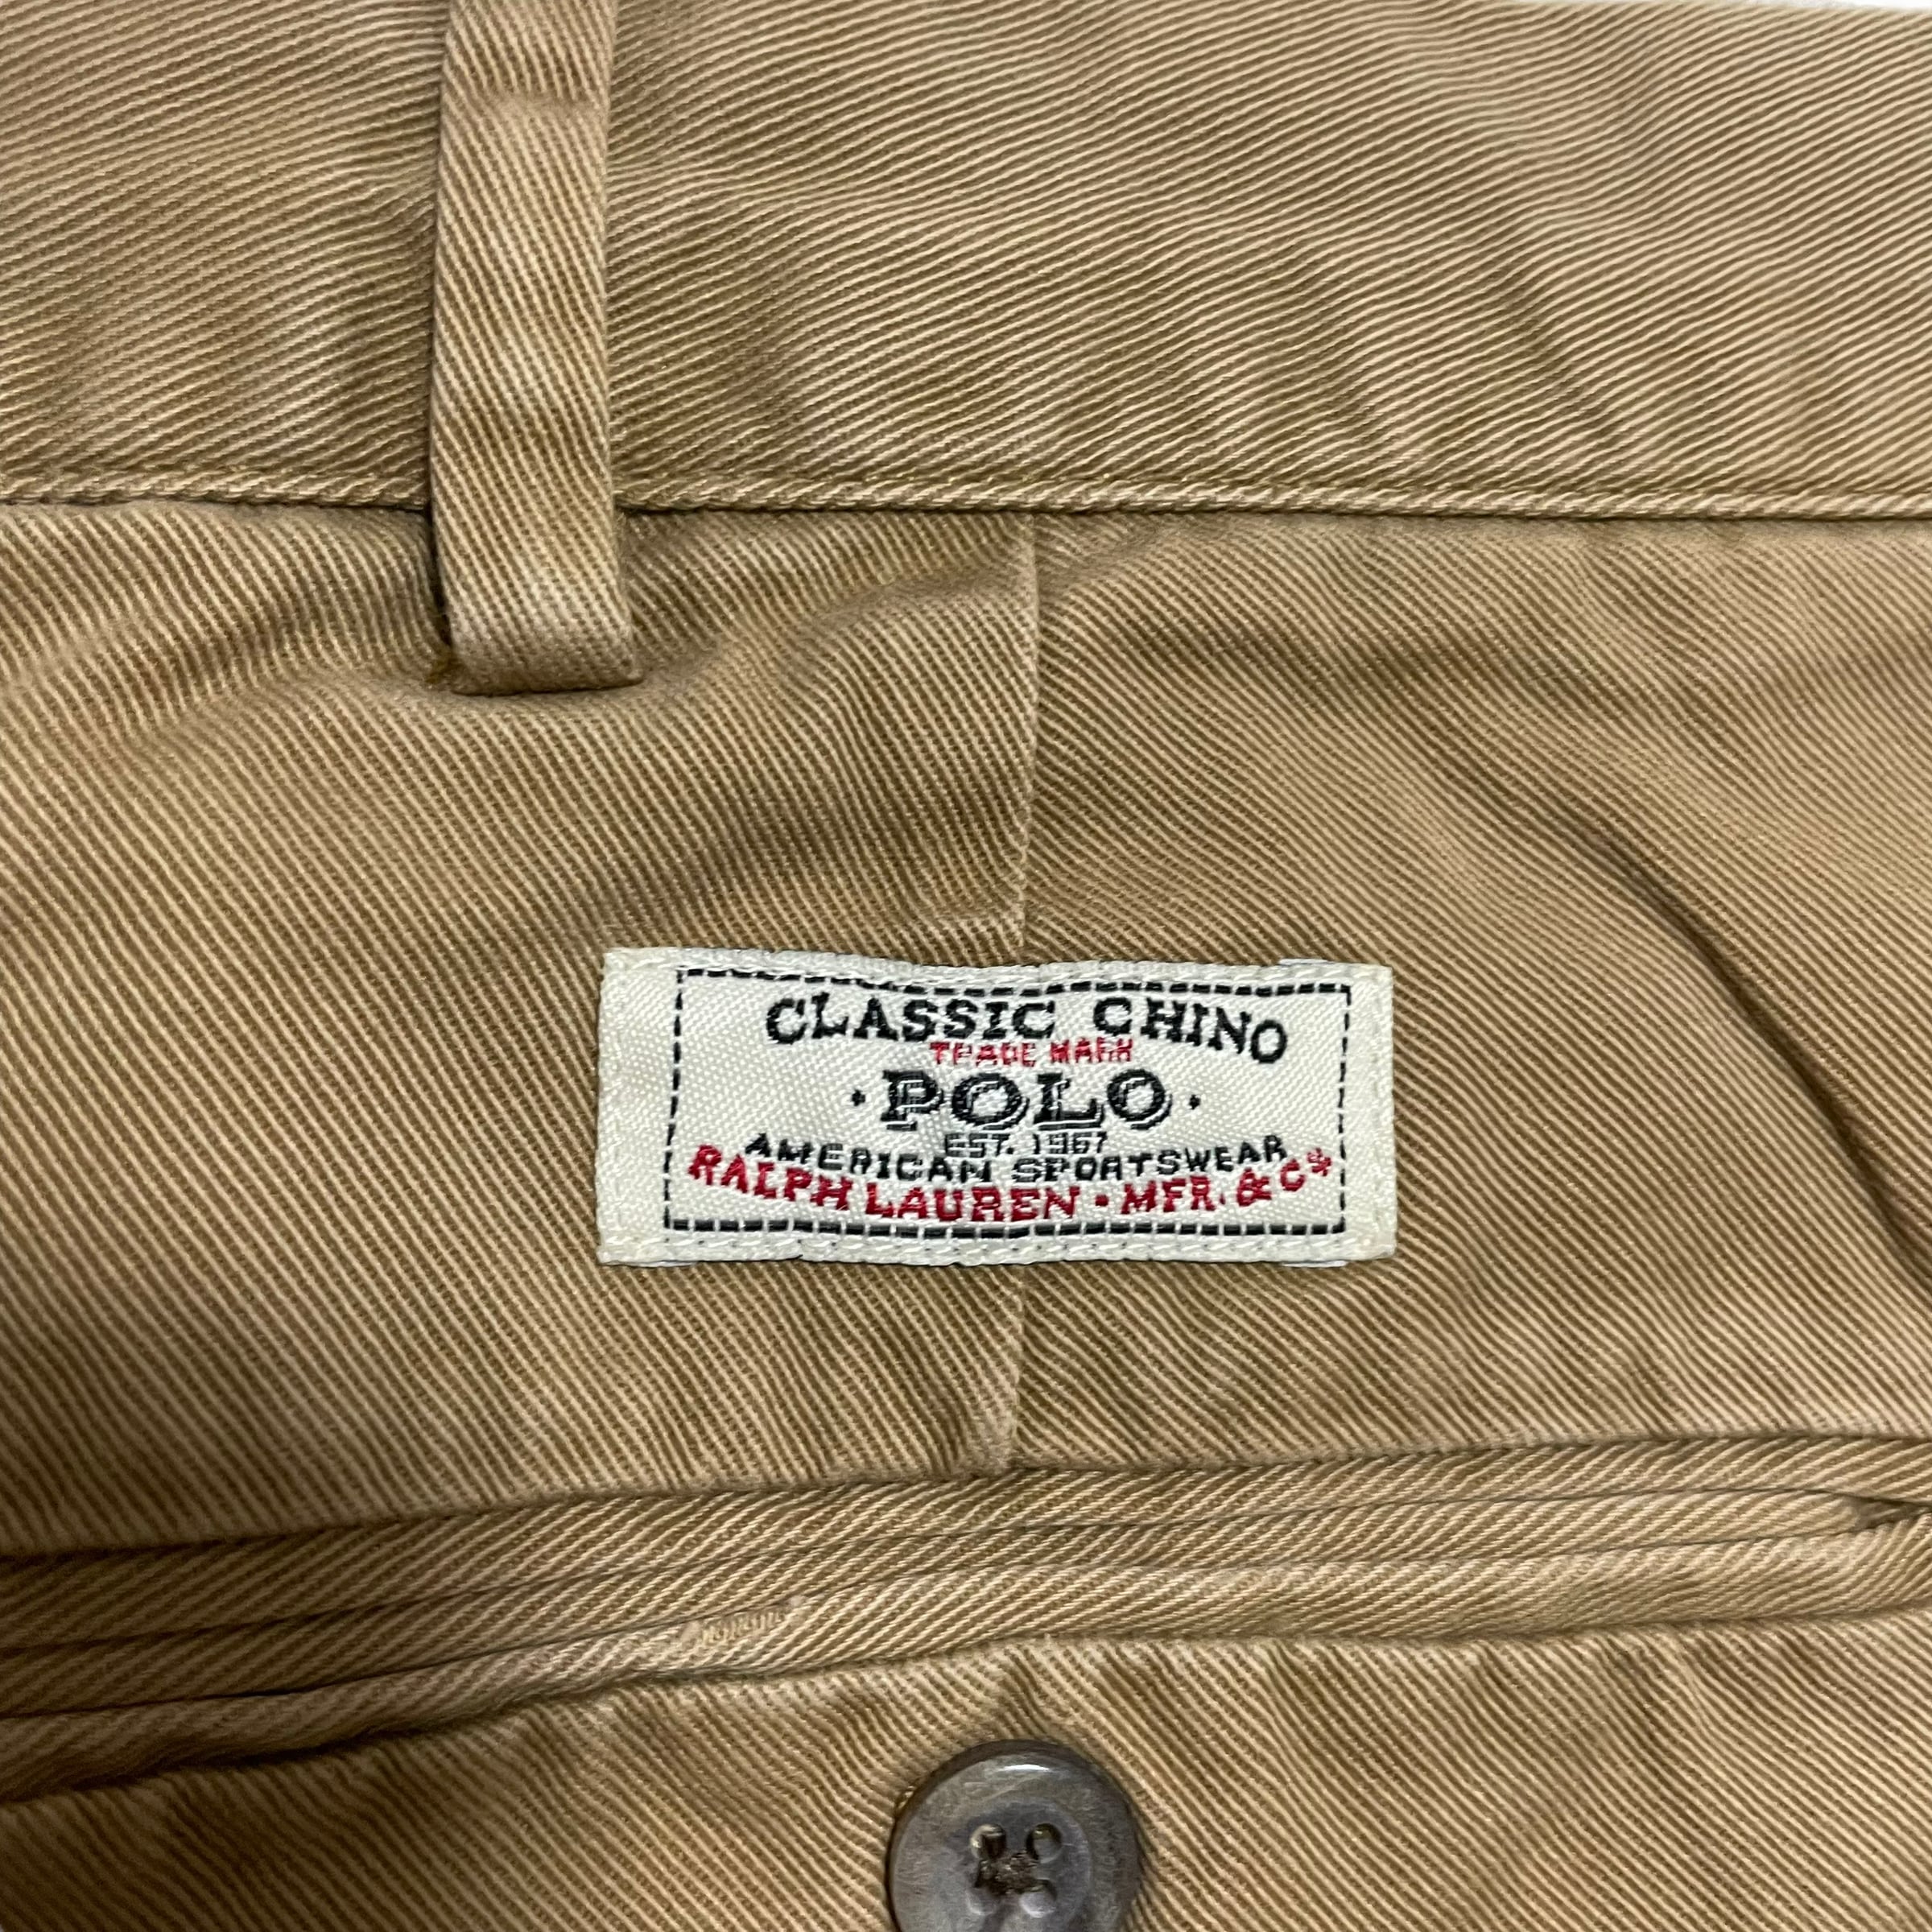 CLASSIC CHINO
TRADE MARK
· POLO ·
EST. 1967
AMERICAN SPORTSWEAR
RALPH LAUREN · MFR. & Cº